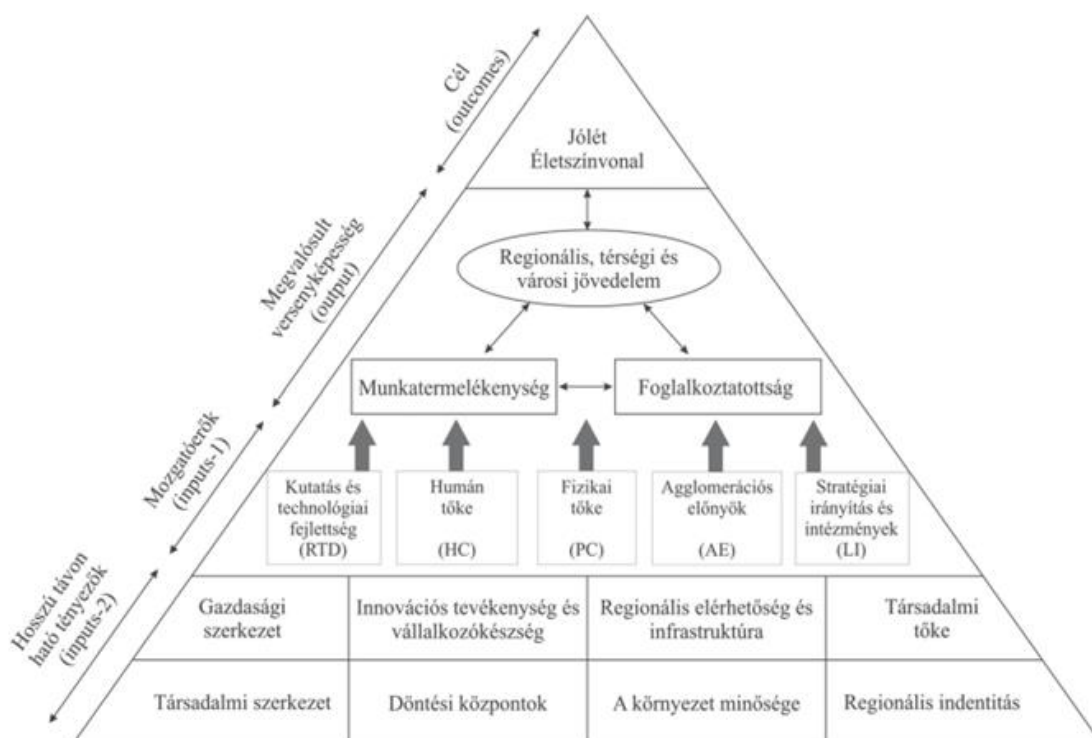 Cél
(outcomes)
Jólét
Életszínvonal
Megvalósult
versenyképesség
(output)
Regionális, térségi és
városi jövedelem
Munkatermelékenység
Foglalkoztatottság
Mozgatóerők
(inputs-1)
Kutatás és
technológiai
fejlettség
(RTD)
Humán
tőke
(HC)
Fizikai
tőke
(PC)
Agglomerációs
előnyök
(AE)
Stratégiai
irányítás és
intézmények
(LI)
Hosszú távon
ható tényezők
(inputs-2)
Gazdasági
szerkezet
Innovációs tevékenység és
vállalkozókészség
Regionális elérhetőség és
infrastruktúra
Társadalmi
tőke
Társadalmi szerkezet
Döntési központok
A környezet minősége
Regionális indentitás